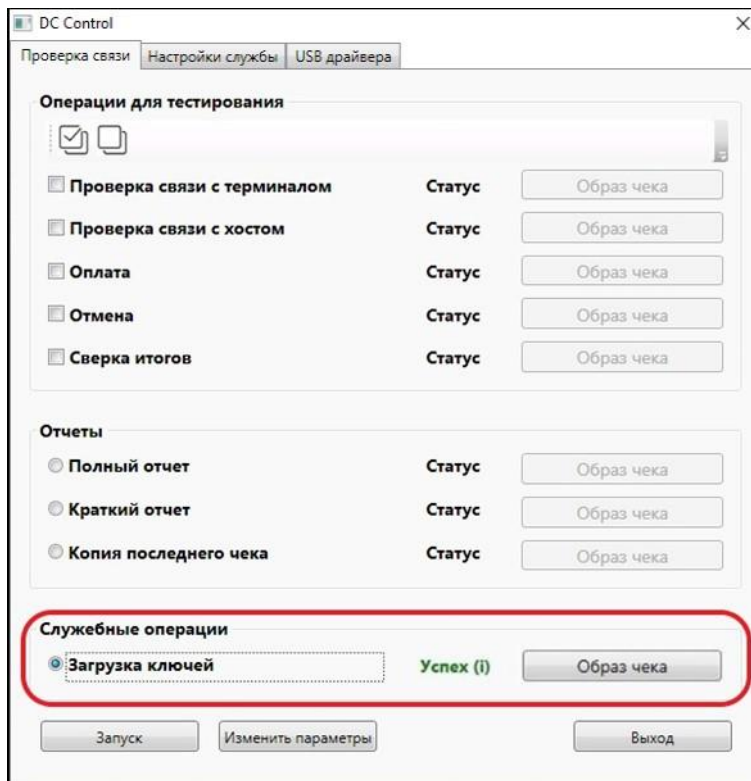 DC Control
Проверка связи Настройки службы USB драйвера
Операции для тестирования
Проверка связи с терминалом Статус Образ чека
Проверка связи с хостом Статус Образ чека
Оплата Статус Образ чека
Отмена Статус Образ чека
Сверка итогов Статус Образ чека
Отчеты
Полный отчет Статус Образ чека
Краткий отчет Статус Образ чека
Копия последнего чека Статус Образ чека
Служебные операции
Загрузка ключей Успех (i) Образ чека
Запуск Изменить параметры Выход